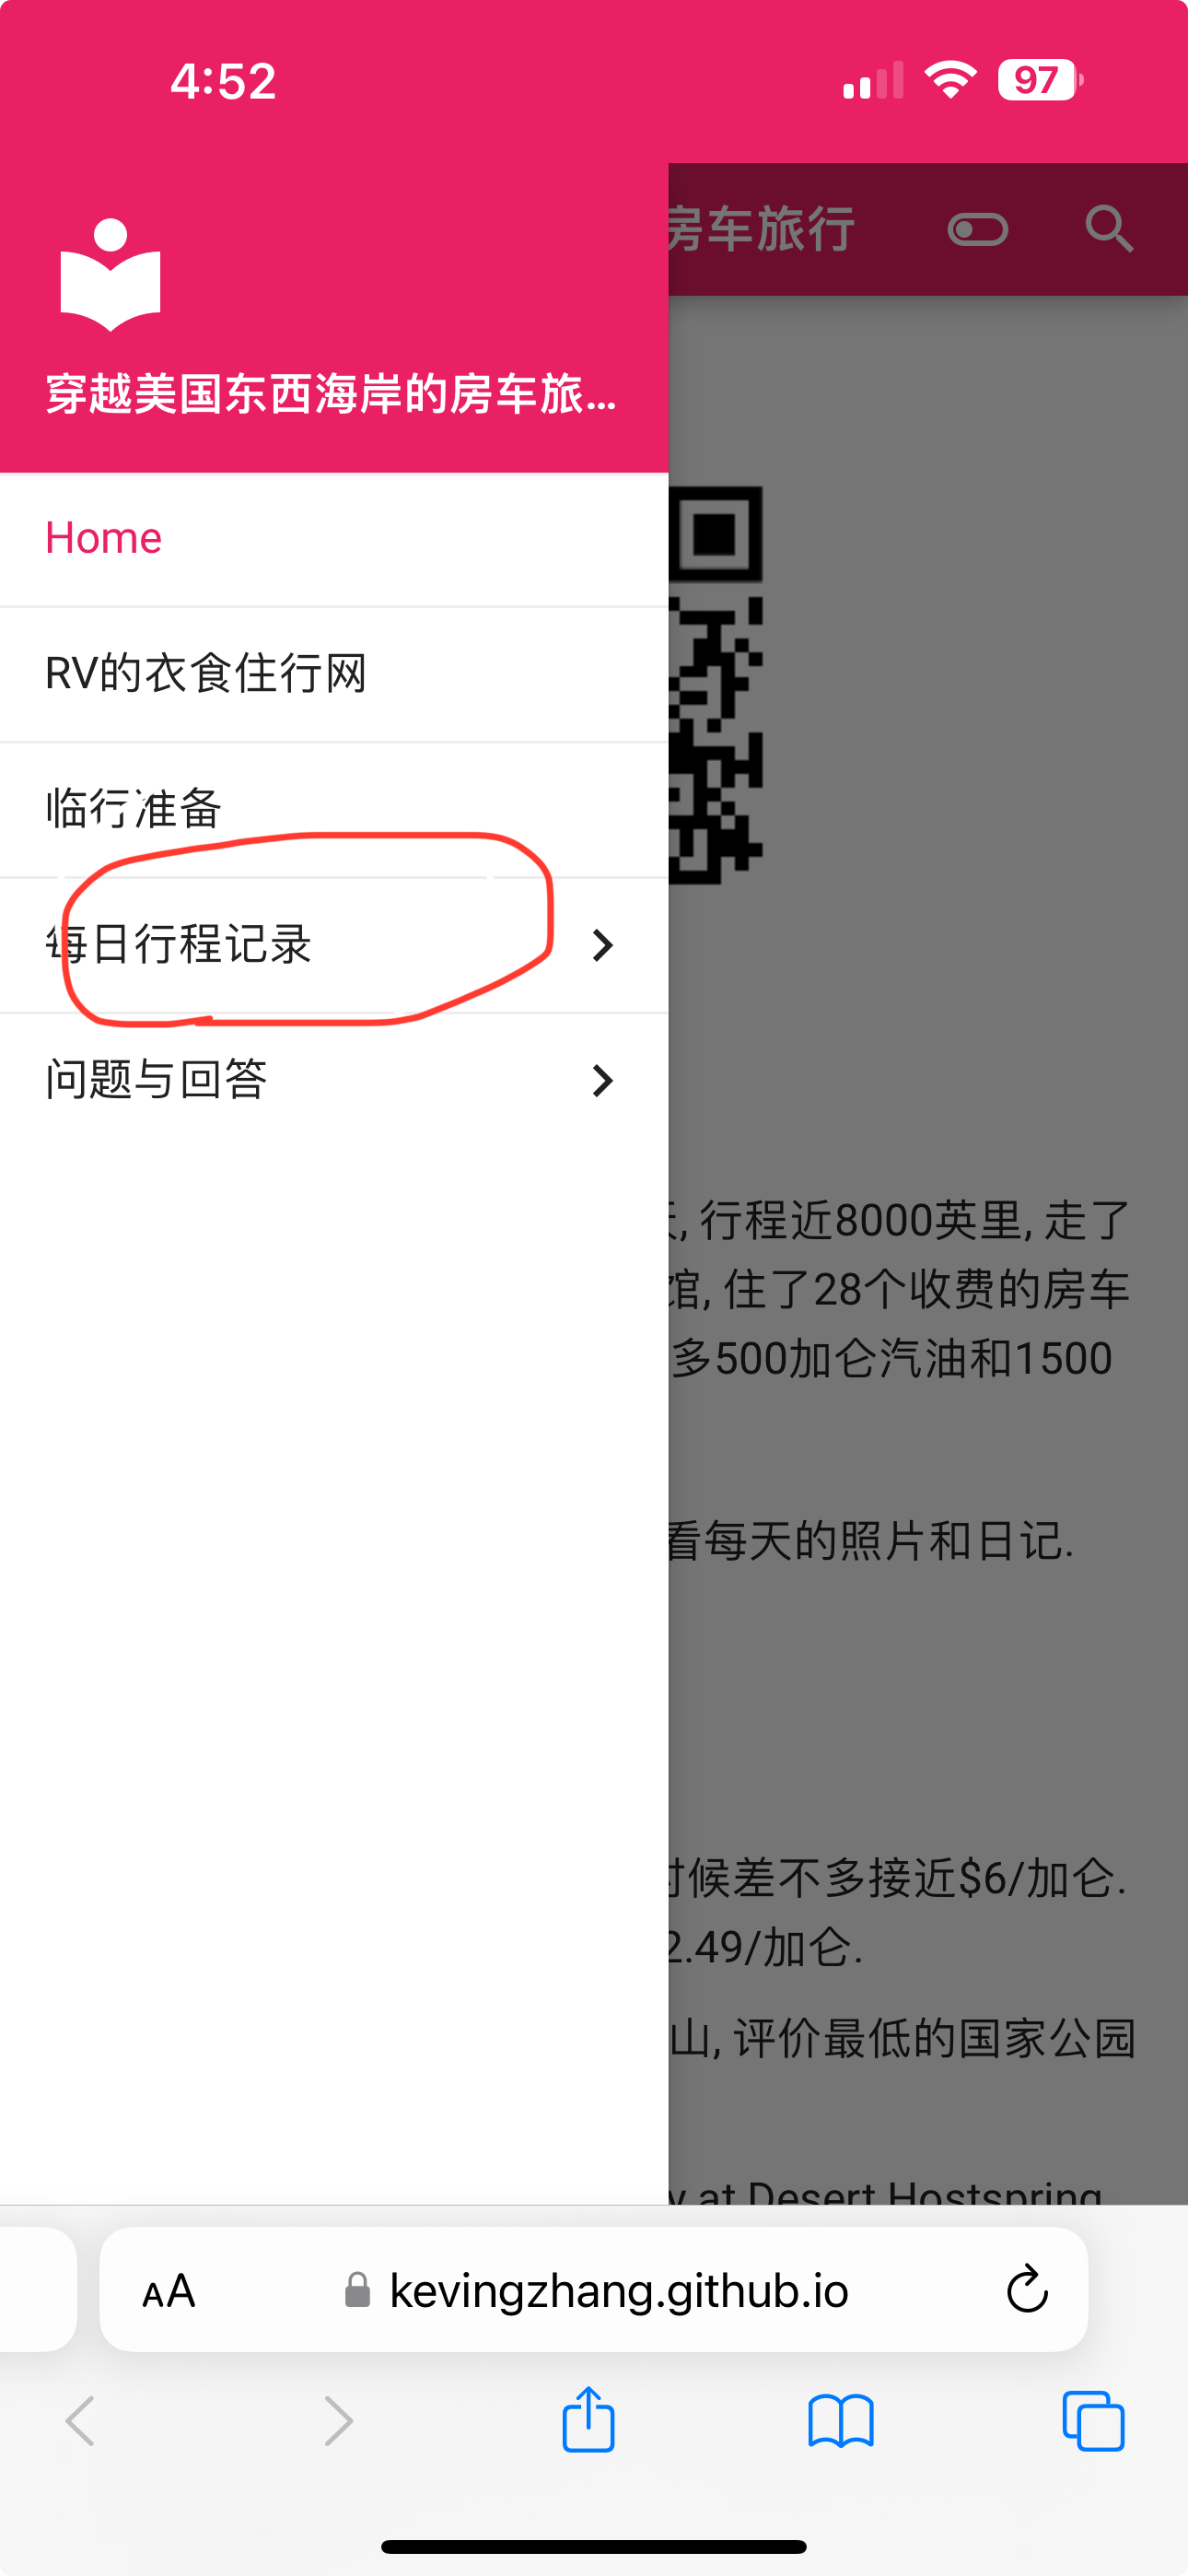 4:52
97
房车旅行
穿越美国东西海岸的房车旅...
Home
RV的衣食住行网
临行准备
每日行程记录
问题与回答
, 行程近8000英里, 走了
馆, 住了28个收费的房车
多500加仑汽油和1500
看每天的照片和日记.
时候差不多接近$6/加仑.
2.49/加仑.
山, 评价最低的国家公园
y at Desert Hostspring
AA
kevingzhang.github.io